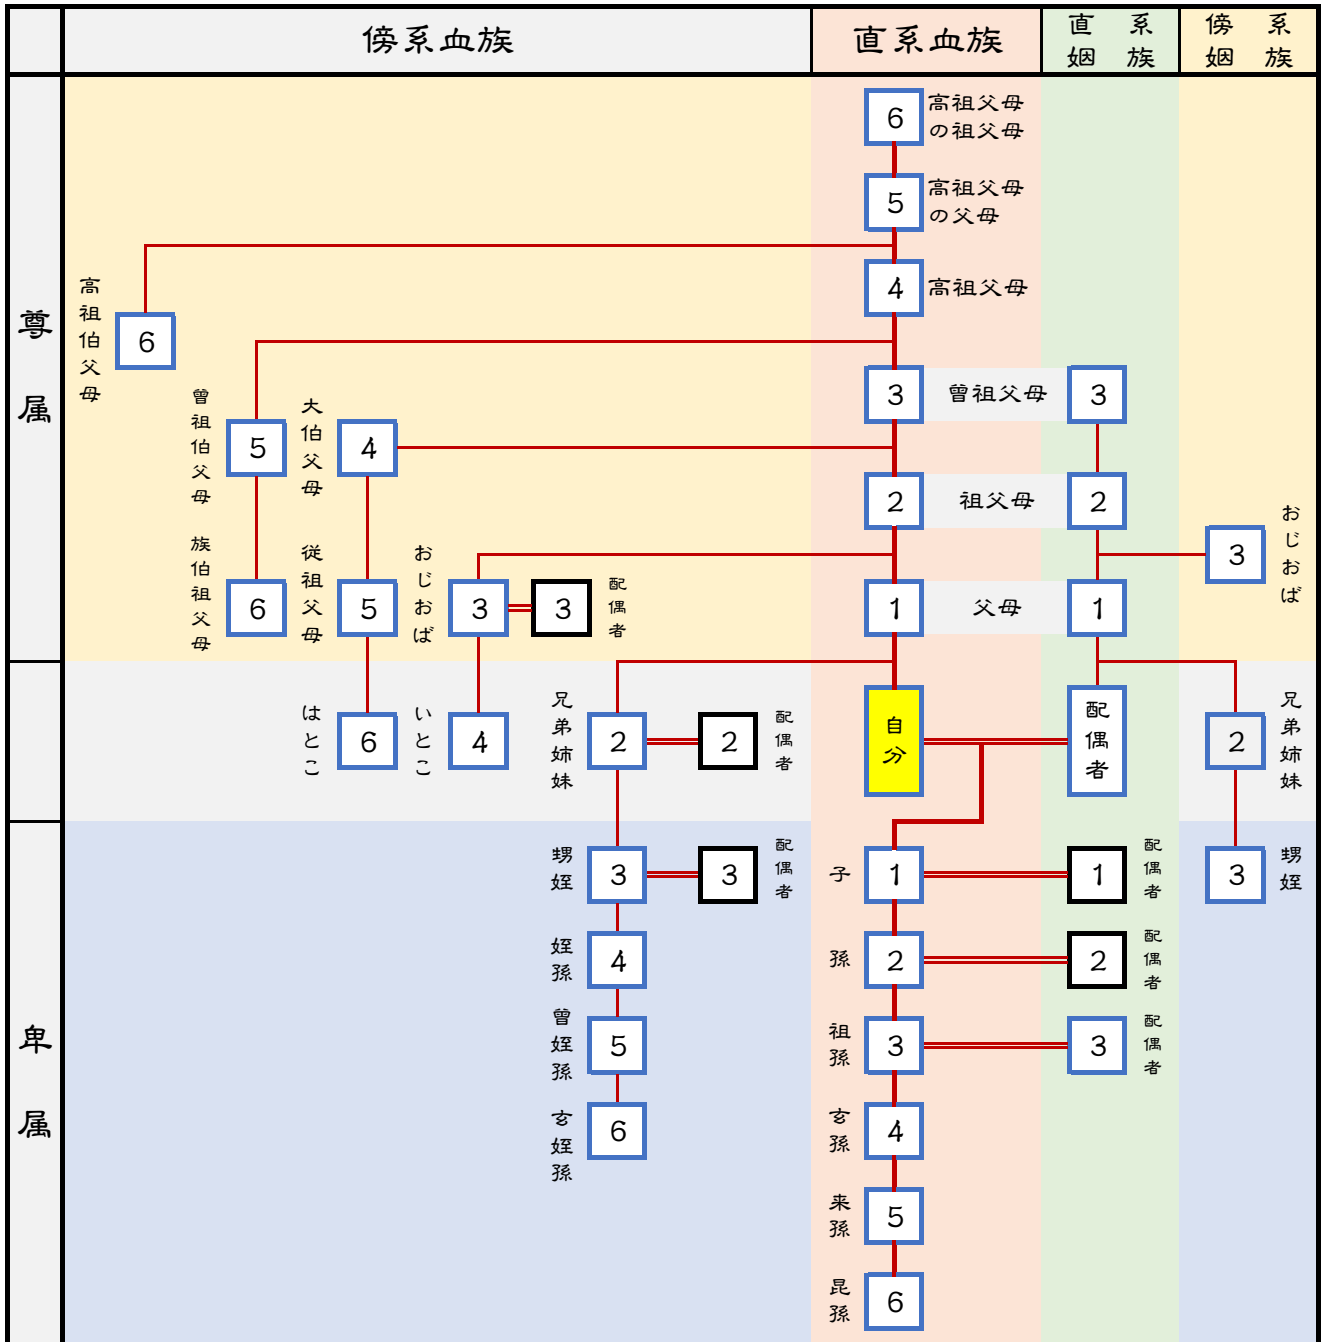 傍系血族
直系血族
直系
姻族
傍系
姻族
尊属
卑属
6
高祖父母
の祖父母
5
高祖父母
の父母
4
高祖父母
高祖伯父母
6
3
曾祖父母
3
曾祖伯父母
5
大伯父母
4
2
祖父母
2
おじおば
3
族伯祖父母
6
従祖父母
5
おじおば
3
3
配偶者
1
父母
1
はとこ
6
いとこ
4
兄弟姉妹
2
2
配偶者
自分
配偶者
2
兄弟姉妹
甥姪
3
3
配偶者
子
1
1
配偶者
3
甥姪
姪孫
4
孫
2
2
配偶者
曾姪孫
5
祖孫
3
3
配偶者
玄姪孫
6
玄孫
4
来孫
5
昆孫
6